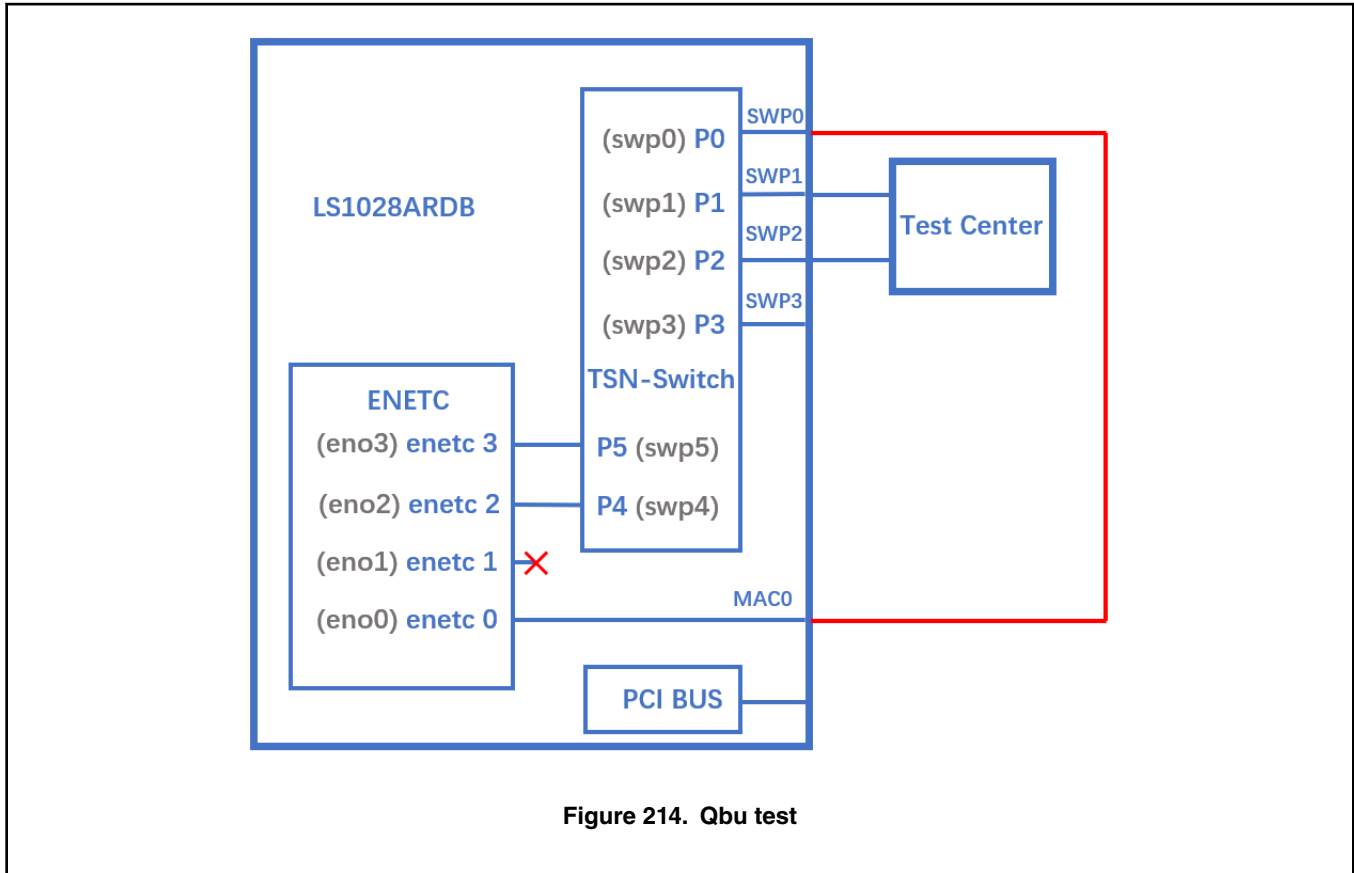 SWP0
(swp0) P0
SWP1
(swp1) P1
LS1028ARDB
Test Center
SWP2
(swp2) P2
SWP3
(swp3) P3
TSN-Switch
ENETC
(eno3) enetc 3
P5 (swp5)
(eno2) enetc 2
P4 (swp4)
(eno1) enetc 1
MAC0
(eno0) enetc 0
PCI BUS
Figure 214. Qbu test